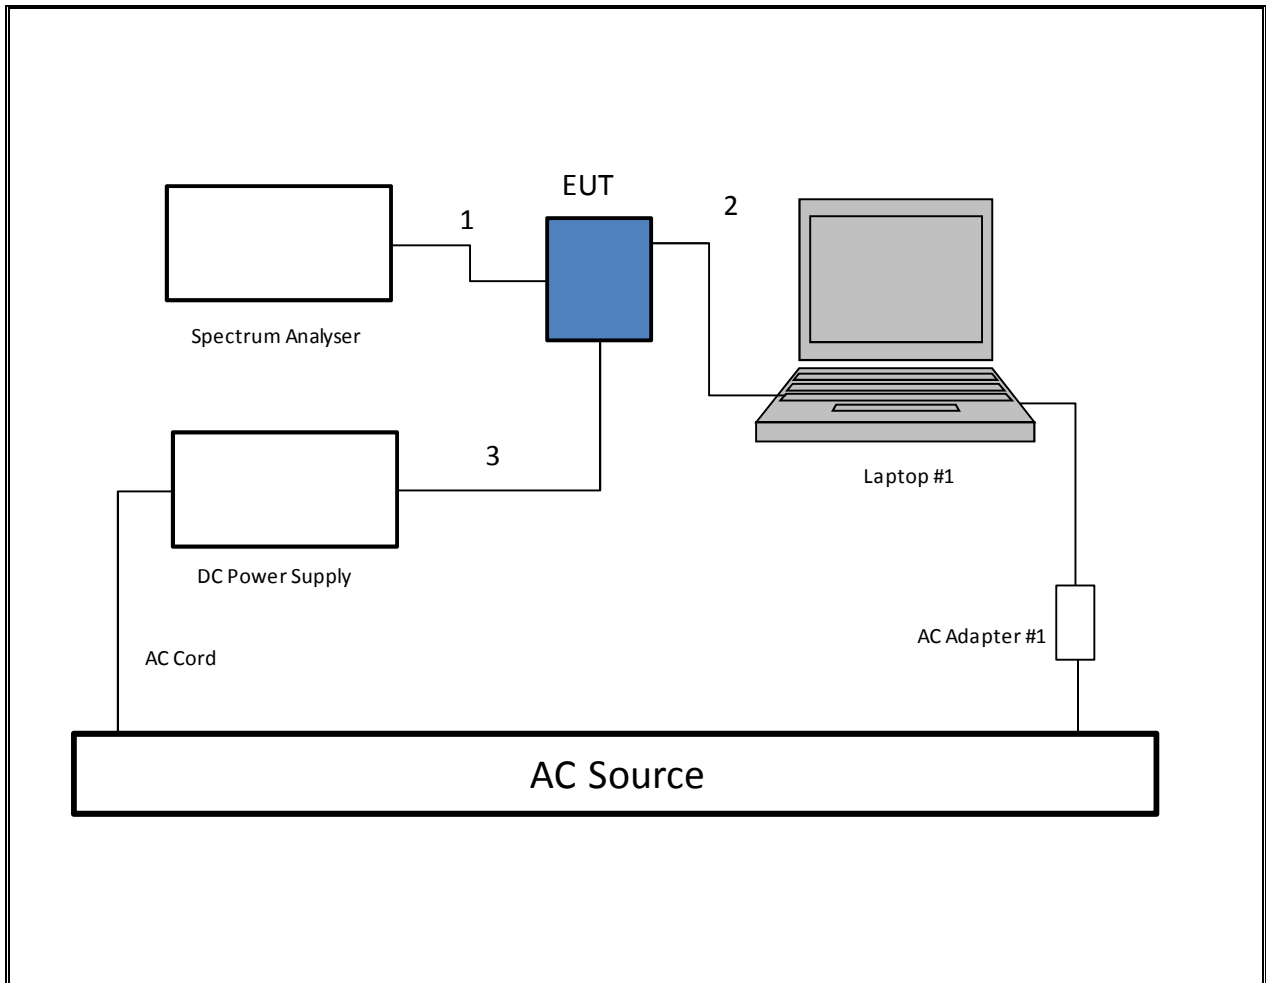 EUT
1
2
Spectrum Analyser
3
Laptop #1
DC Power Supply
AC Adapter #1
AC Cord
AC Source